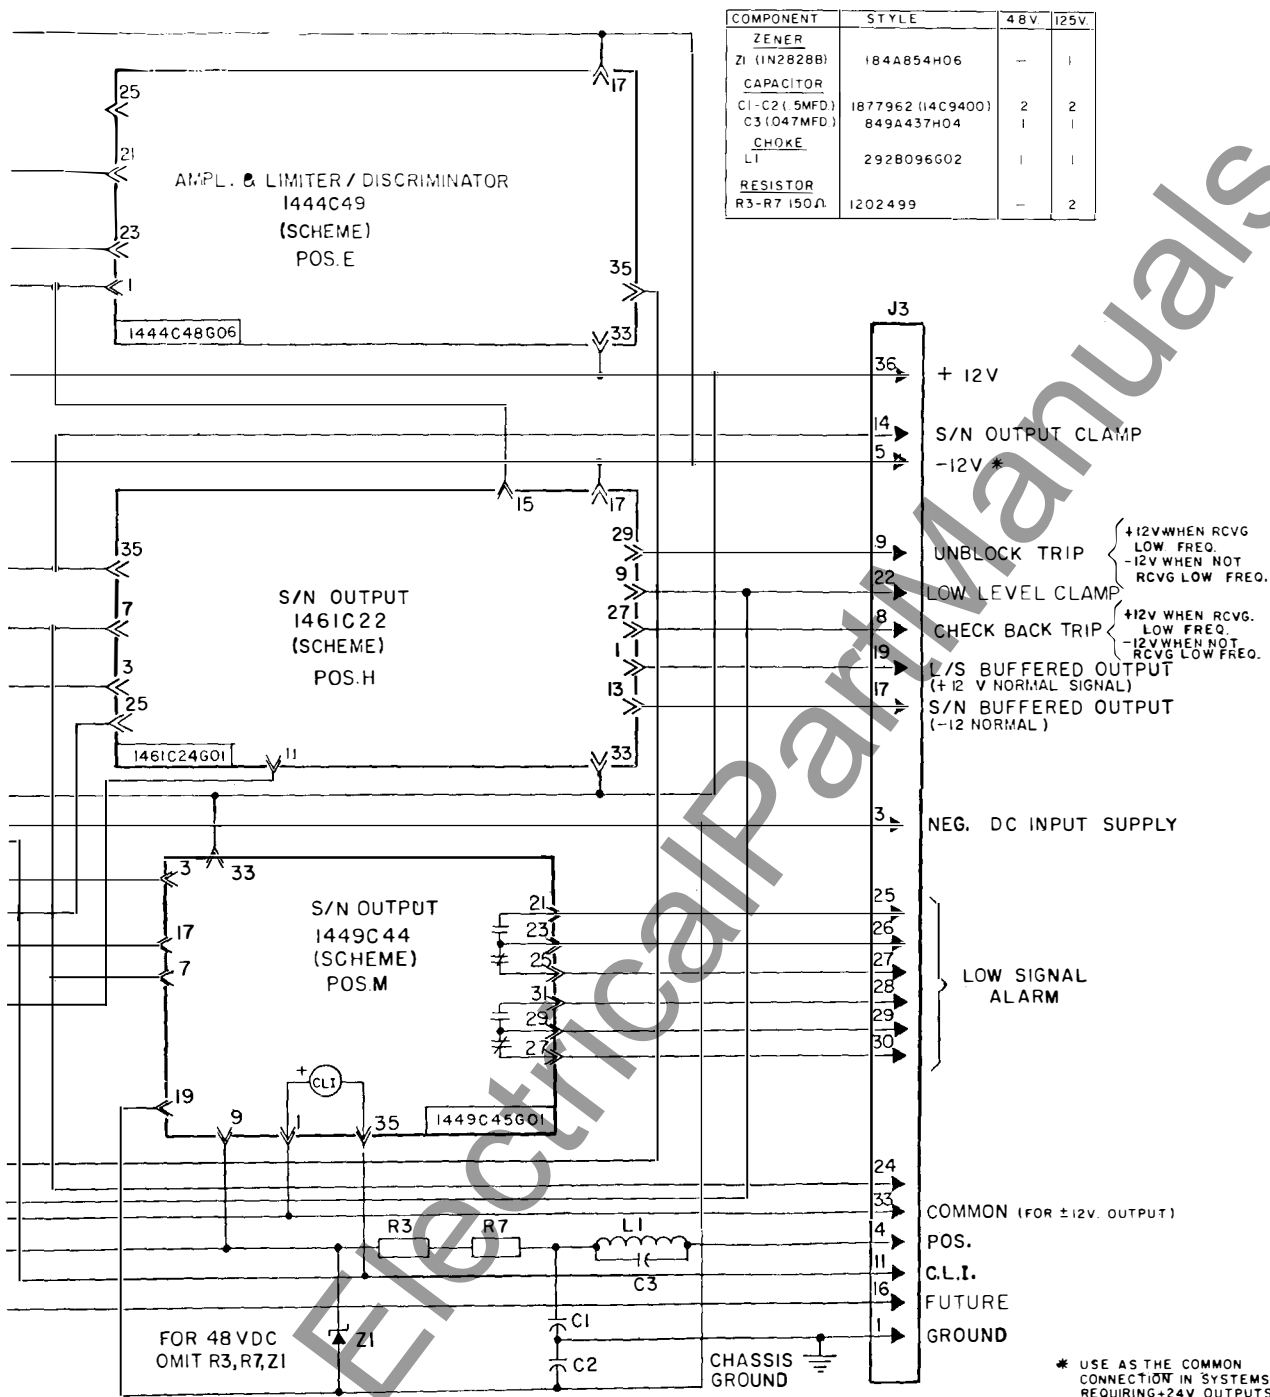 COMPONENT STYLE 48V. 125V.
ZENER
Z1 (1N2828B) 184A854H06 — 1
CAPACITOR
C1-C2 (.5MFD.) 1877962 (14C9400) 2 2
C3 (.047MFD.) 849A437H04 1 1
CHOKE
L1 292B096G02 1 1
RESISTOR
R3-R7 150Ω 1202499 — 2
17
25
21
AMPL. & LIMITER / DISCRIMINATOR
1444C49
(SCHEME)
POS. E
23
1
35
1444C48G06
33
J3
36 + 12V
14 S/N OUTPUT CLAMP
5 -12V *
15
17
35
7
3
25
S/N OUTPUT
1461C22
(SCHEME)
POS. H
29
9
27
1
13
1461C24G01
11
33
9 UNBLOCK TRIP
+12V WHEN RCVG
LOW FREQ.
-12V WHEN NOT
RCVG LOW FREQ.
22 LOW LEVEL CLAMP
8 CHECK BACK TRIP
+12V WHEN RCVG.
LOW FREQ.
-12V WHEN NOT
RCVG LOW FREQ.
19 L/S BUFFERED OUTPUT
(+12 V NORMAL SIGNAL)
17 S/N BUFFERED OUTPUT
(-12 NORMAL)
3 NEG. DC INPUT SUPPLY
3
33
17
7
S/N OUTPUT
1449C44
(SCHEME)
POS. M
21
23
25
31
29
27
25
26
27
28
29
30
LOW SIGNAL
ALARM
+
CLI
19
9
1
35
1449C45G01
24
33 COMMON (FOR ±12V. OUTPUT)
4 POS.
11 C.L.I.
16 FUTURE
1 GROUND
R3
R7
L1
C3
C1
C2
Z1
FOR 48 VDC
OMIT R3, R7, Z1
CHASSIS
GROUND
* USE AS THE COMMON
CONNECTION IN SYSTEMS
REQUIRING +24V OUTPUTS
ElectricalPartManuals